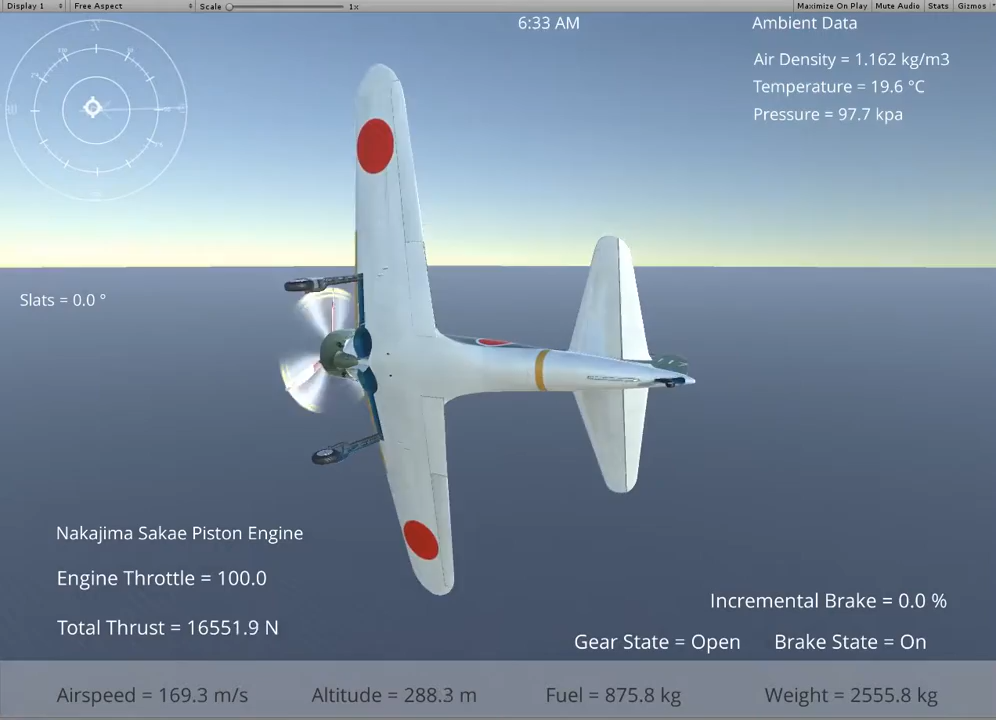 Display 1
Free Aspect
Scale
1x
Maximize On Play
Mute Audio
Stats
Gizmos
6:33 AM
Ambient Data
Air Density = 1.162 kg/m3
Temperature = 19.6 °C
Pressure = 97.7 kpa
Slats = 0.0 °
Nakajima Sakae Piston Engine
Engine Throttle = 100.0
Total Thrust = 16551.9 N
Incremental Brake = 0.0 %
Gear State = Open
Brake State = On
Airspeed = 169.3 m/s
Altitude = 288.3 m
Fuel = 875.8 kg
Weight = 2555.8 kg